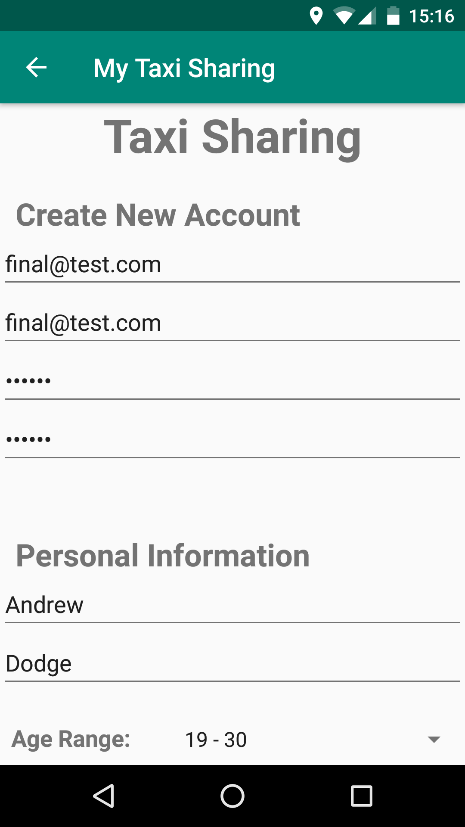 15:16
My Taxi Sharing
Taxi Sharing
Create New Account
final@test.com
final@test.com
••••••
••••••
Personal Information
Andrew
Dodge
Age Range: 19 - 30